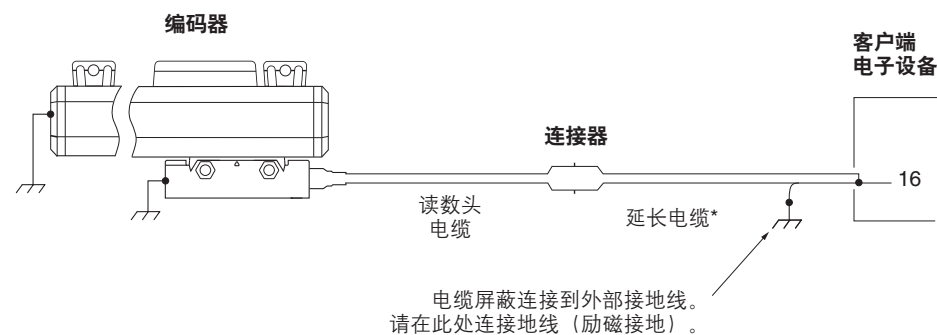 编码器
客户端
电子设备
连接器
16
读数头
电缆
延长电缆*
电缆屏蔽连接到外部接地线。
请在此处连接地线（励磁接地）。